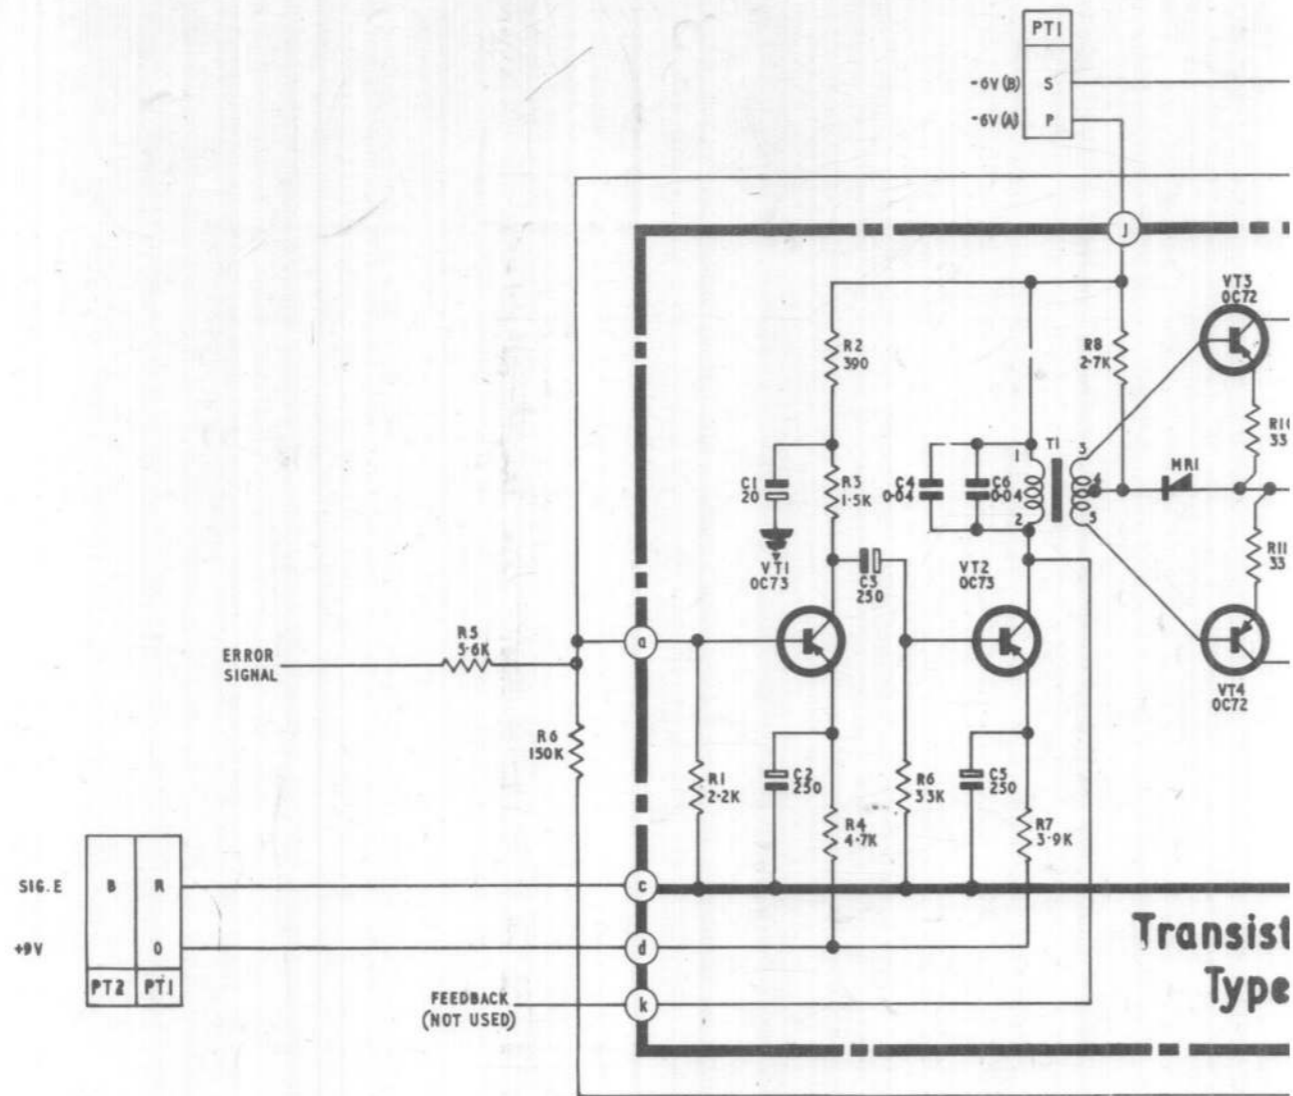 PT1
-6V (B) S
-6V (A) P
j
VT3
OC72
R2
390
R8
2·7K
R10
33
T1
1
3
MR1
C1
20
R3
1·5K
C4
0·04
C6
0·04
4
2
5
R11
33
VT1
OC73
C3
250
VT2
OC73
R5
5·6K
a
ERROR
SIGNAL
VT4
OC72
R6
150K
R1
2·2K
C2
250
R6
33K
C5
250
R4
4·7K
R7
3·9K
SIG. E B R
c
+9V O
d
PT2 PT1
FEEDBACK
(NOT USED)
k
Transist
Type